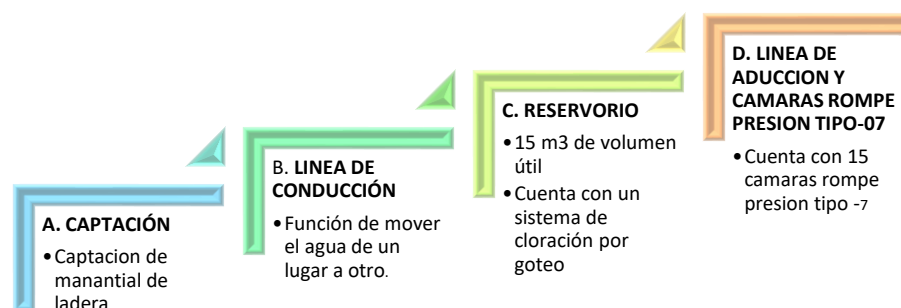 A. CAPTACIÓN
•Captacion de
manantial de
ladera
B. LINEA DE
CONDUCCIÓN
•Función de mover
el agua de un
lugar a otro.
C. RESERVORIO
•15 m3 de volumen
útil
•Cuenta con un
sistema de
cloración por
goteo
D. LINEA DE
ADUCCION Y
CAMARAS ROMPE
PRESION TIPO-07
•Cuenta con 15
camaras rompe
presion tipo -7